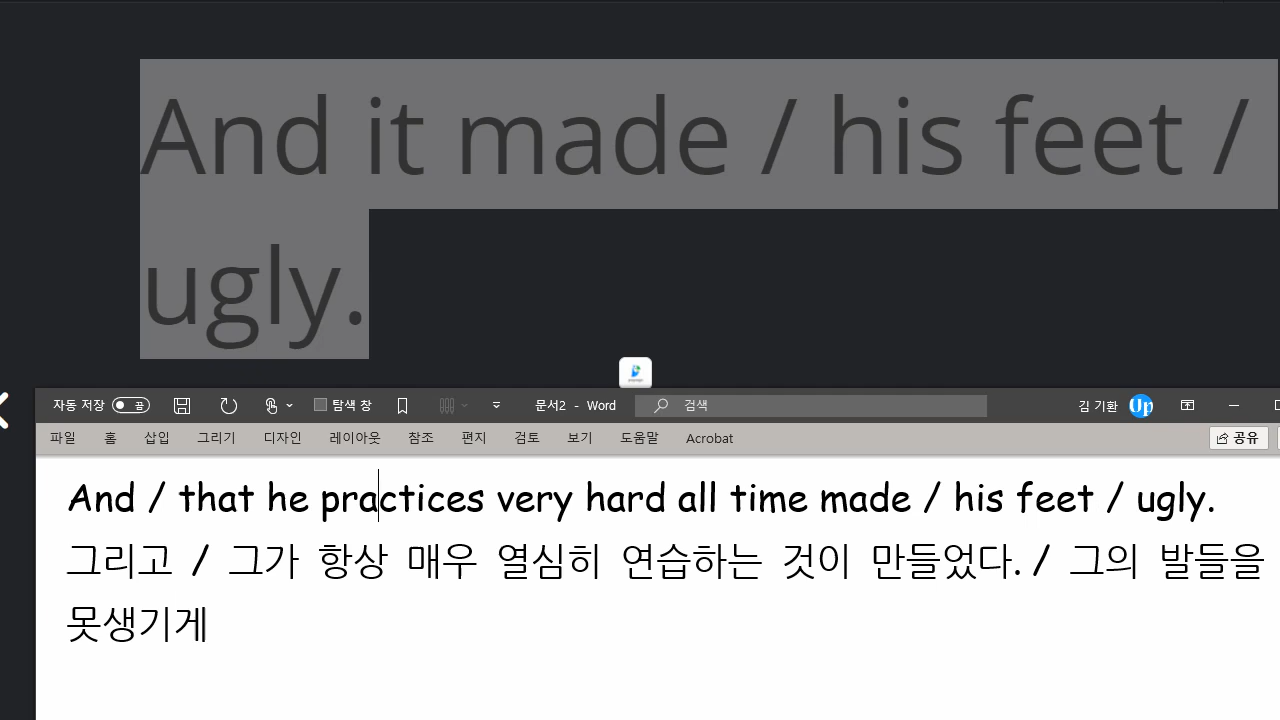 And it made / his feet /
ugly.
자동 저장 끔 탐색 창 문서2 - Word 검색 김 기환 Up
파일 홈 삽입 그리기 디자인 레이아웃 참조 편지 검토 보기 도움말 Acrobat 공유
And / that he practices very hard all time made / his feet / ugly.
그리고 / 그가 항상 매우 열심히 연습하는 것이 만들었다. / 그의 발들을
못생기게